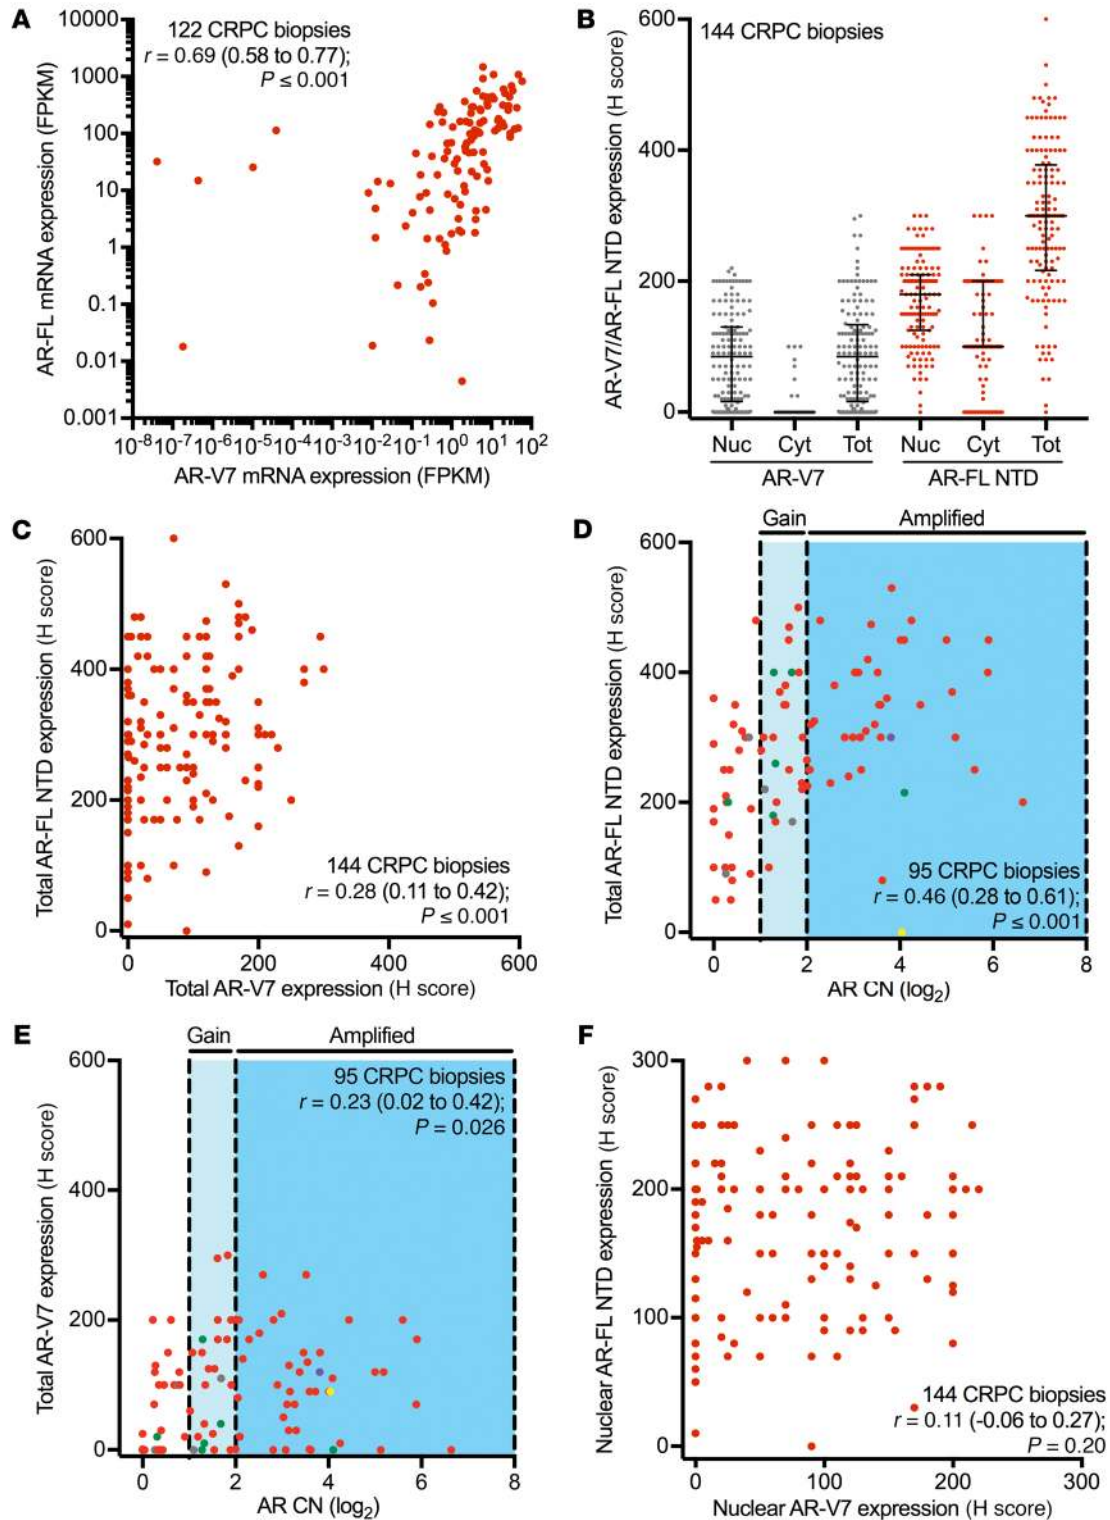 A
122 CRPC biopsies
r = 0.69 (0.58 to 0.77);
P ≤ 0.001
AR-FL mRNA expression (FPKM)
10000
1000
100
10
1
0.1
0.01
0.001
10-8 10-7 10-6 10-5 10-4 10-3 10-2 10-1 100 101 102
AR-V7 mRNA expression (FPKM)
B
144 CRPC biopsies
AR-V7/AR-FL NTD expression (H score)
600
400
200
0
Nuc Cyt Tot Nuc Cyt Tot
AR-V7 AR-FL NTD
C
Total AR-FL NTD expression (H score)
600
400
200
0
144 CRPC biopsies
r = 0.28 (0.11 to 0.42);
P ≤ 0.001
0 200 400 600
Total AR-V7 expression (H score)
D
Gain Amplified
Total AR-FL NTD expression (H score)
600
400
200
0
95 CRPC biopsies
r = 0.46 (0.28 to 0.61);
P ≤ 0.001
0 2 4 6 8
AR CN (log2)
E
Gain Amplified
95 CRPC biopsies
r = 0.23 (0.02 to 0.42);
P = 0.026
Total AR-V7 expression (H score)
600
400
200
0
0 2 4 6 8
AR CN (log2)
F
Nuclear AR-FL NTD expression (H score)
300
200
100
0
144 CRPC biopsies
r = 0.11 (-0.06 to 0.27);
P = 0.20
0 100 200 300
Nuclear AR-V7 expression (H score)